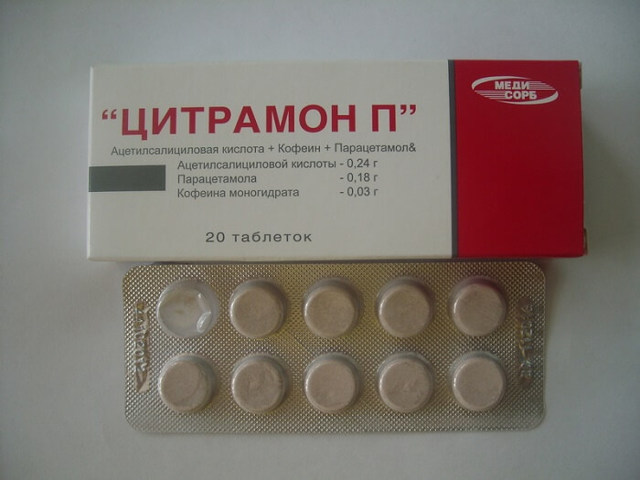 МЕДИ
СОРБ
"ЦИТРАМОН П"
Ацетилсалициловая кислота + Кофеин + Парацетамол&
Ацетилсалициловой кислоты - 0,24 г
Парацетамола - 0,18 г
Кофеина моногидрата - 0,03 г
20 таблеток